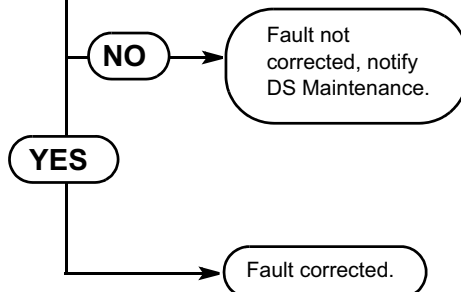 NO
Fault not
corrected, notify
DS Maintenance.
YES
Fault corrected.